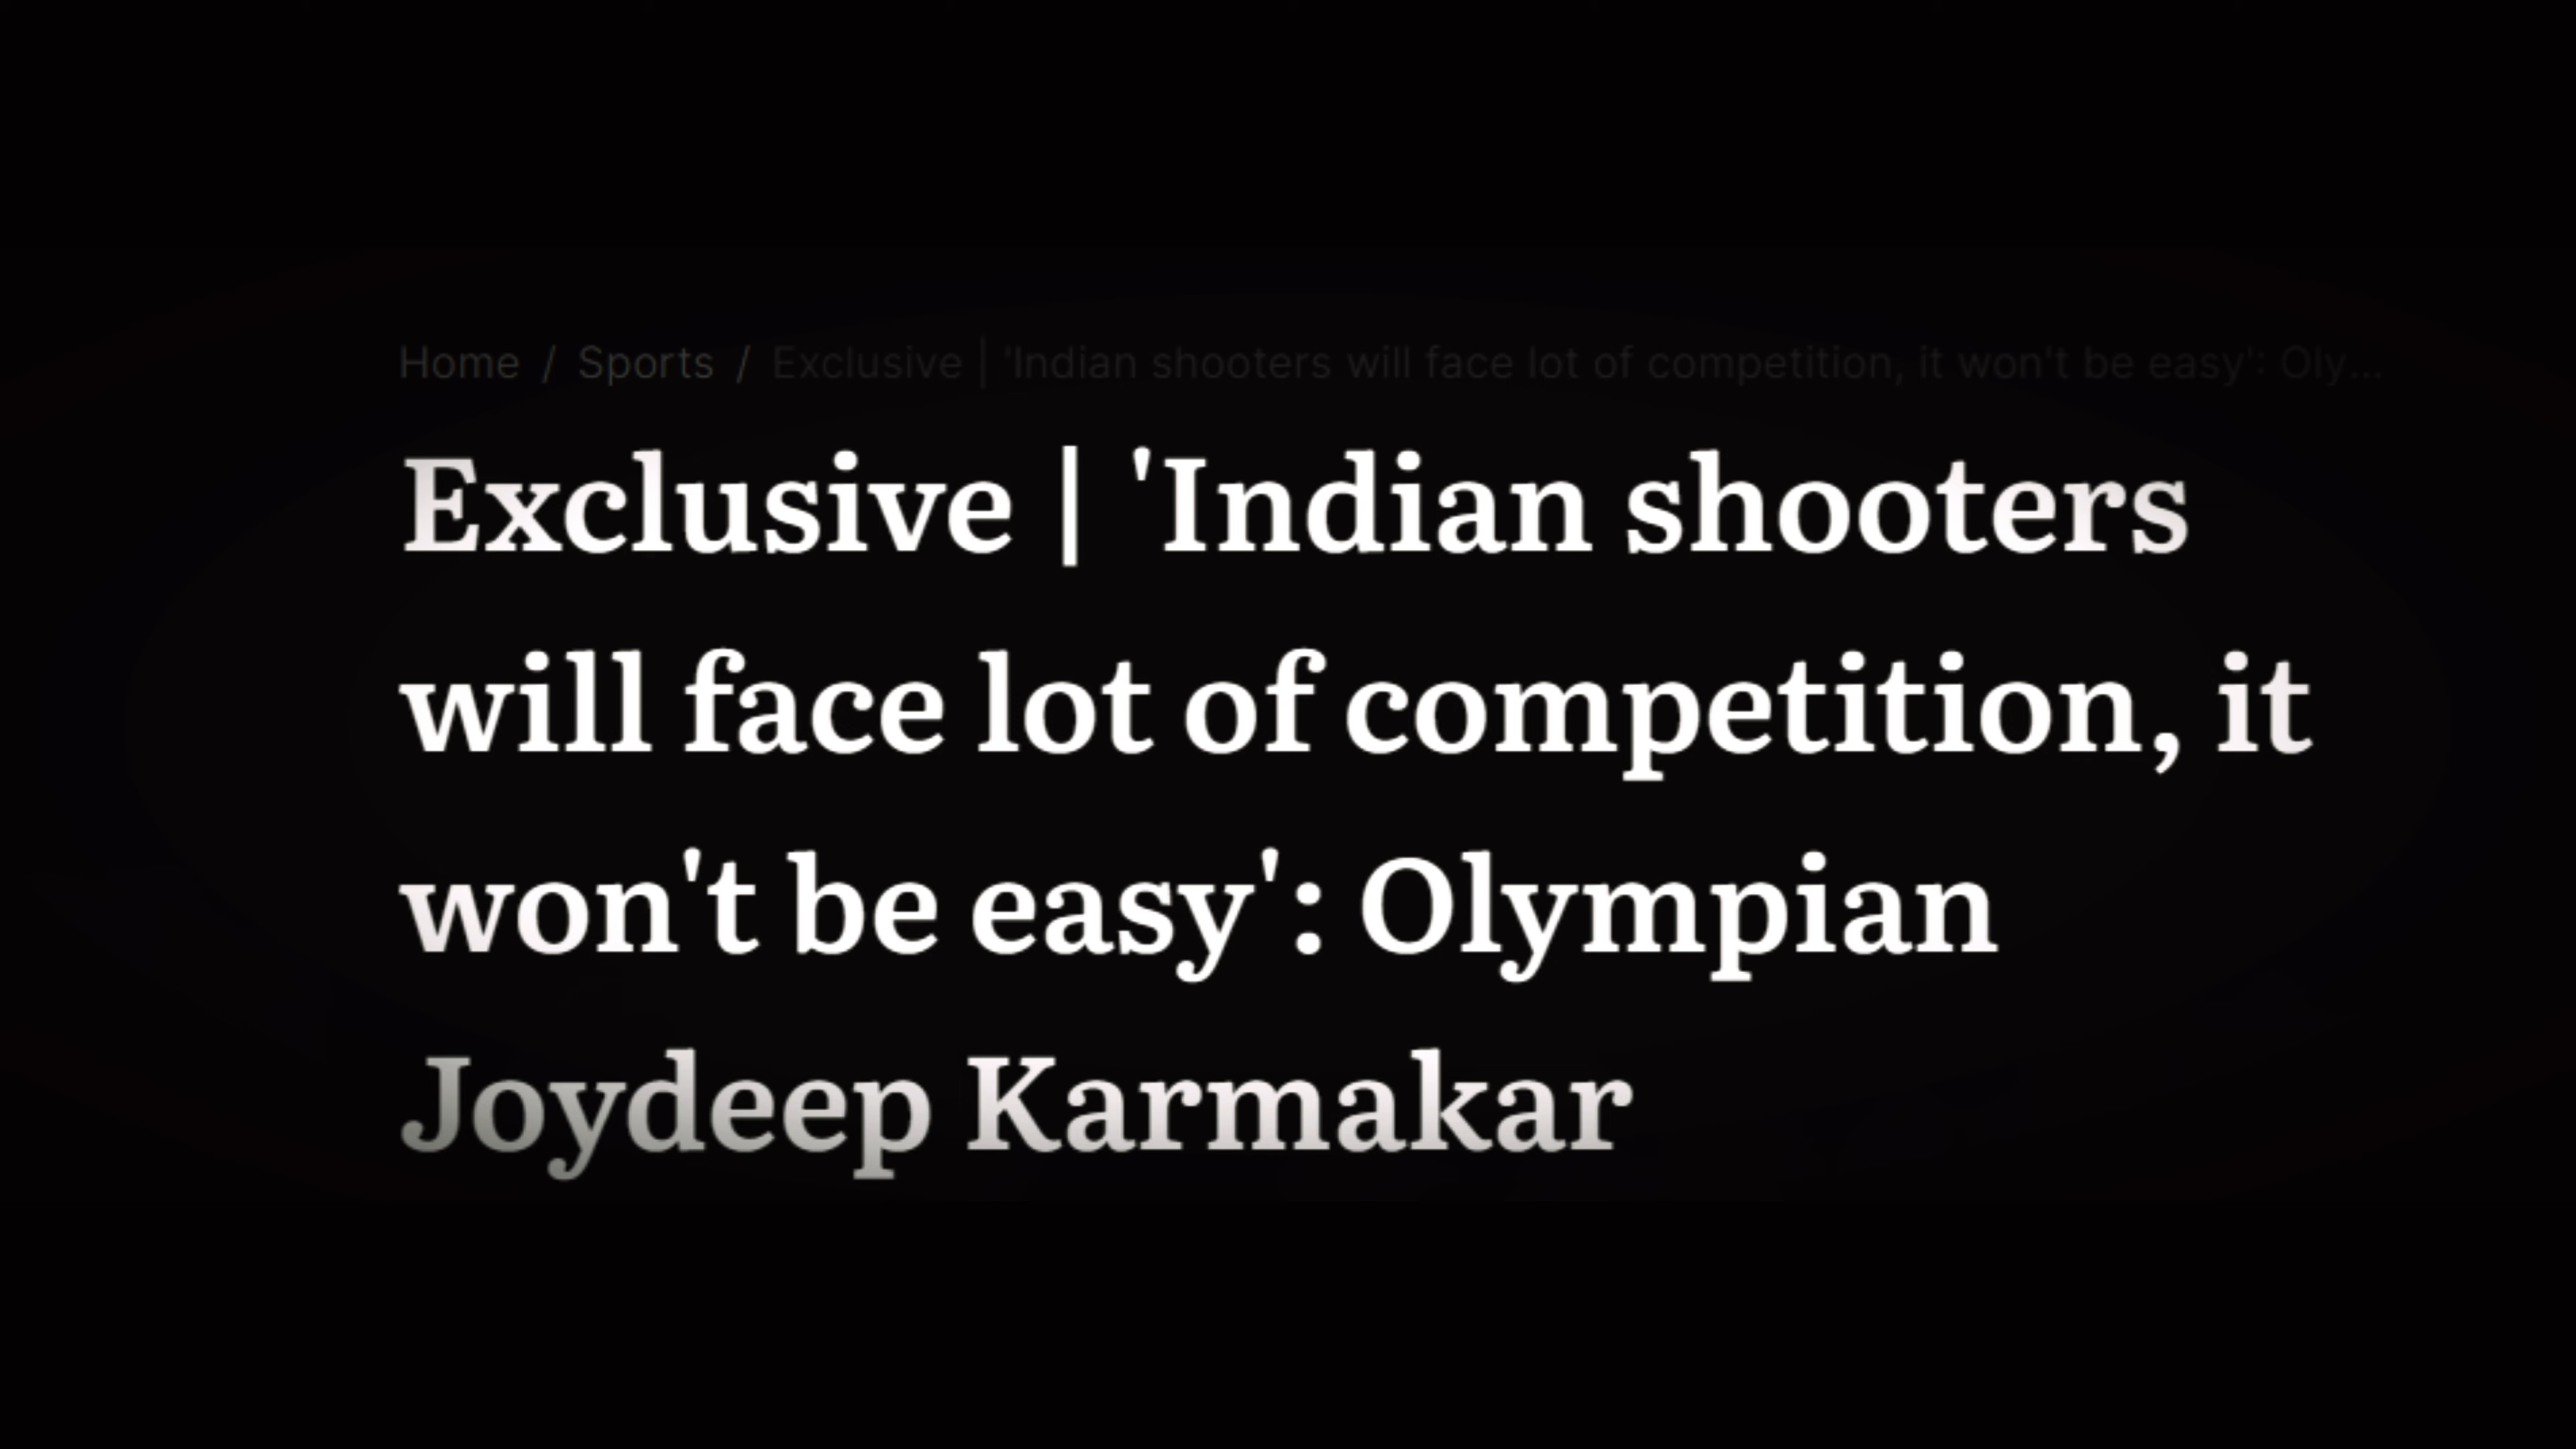 Home / Sports / Exclusive | 'Indian shooters will face lot of competition, it won't be easy': Oly...
Exclusive | 'Indian shooters
will face lot of competition, it
won't be easy': Olympian
Joydeep Karmakar